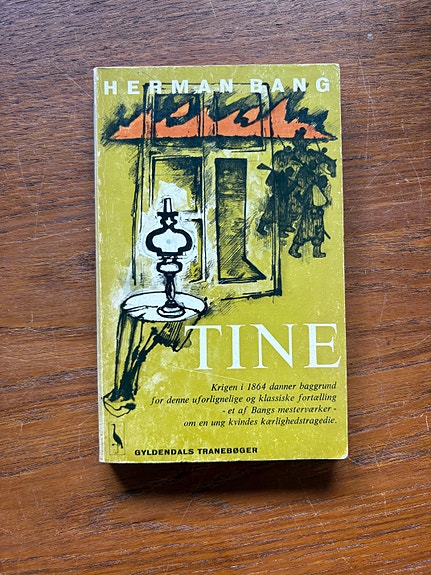 HERMAN BANG
TINE
Krigen i 1864 danner baggrund
for denne uforlignelige og klassiske fortælling
- et af Bangs mesterværker -
om en ung kvindes kærlighedstragedie.
GYLDENDALS TRANEBØGER